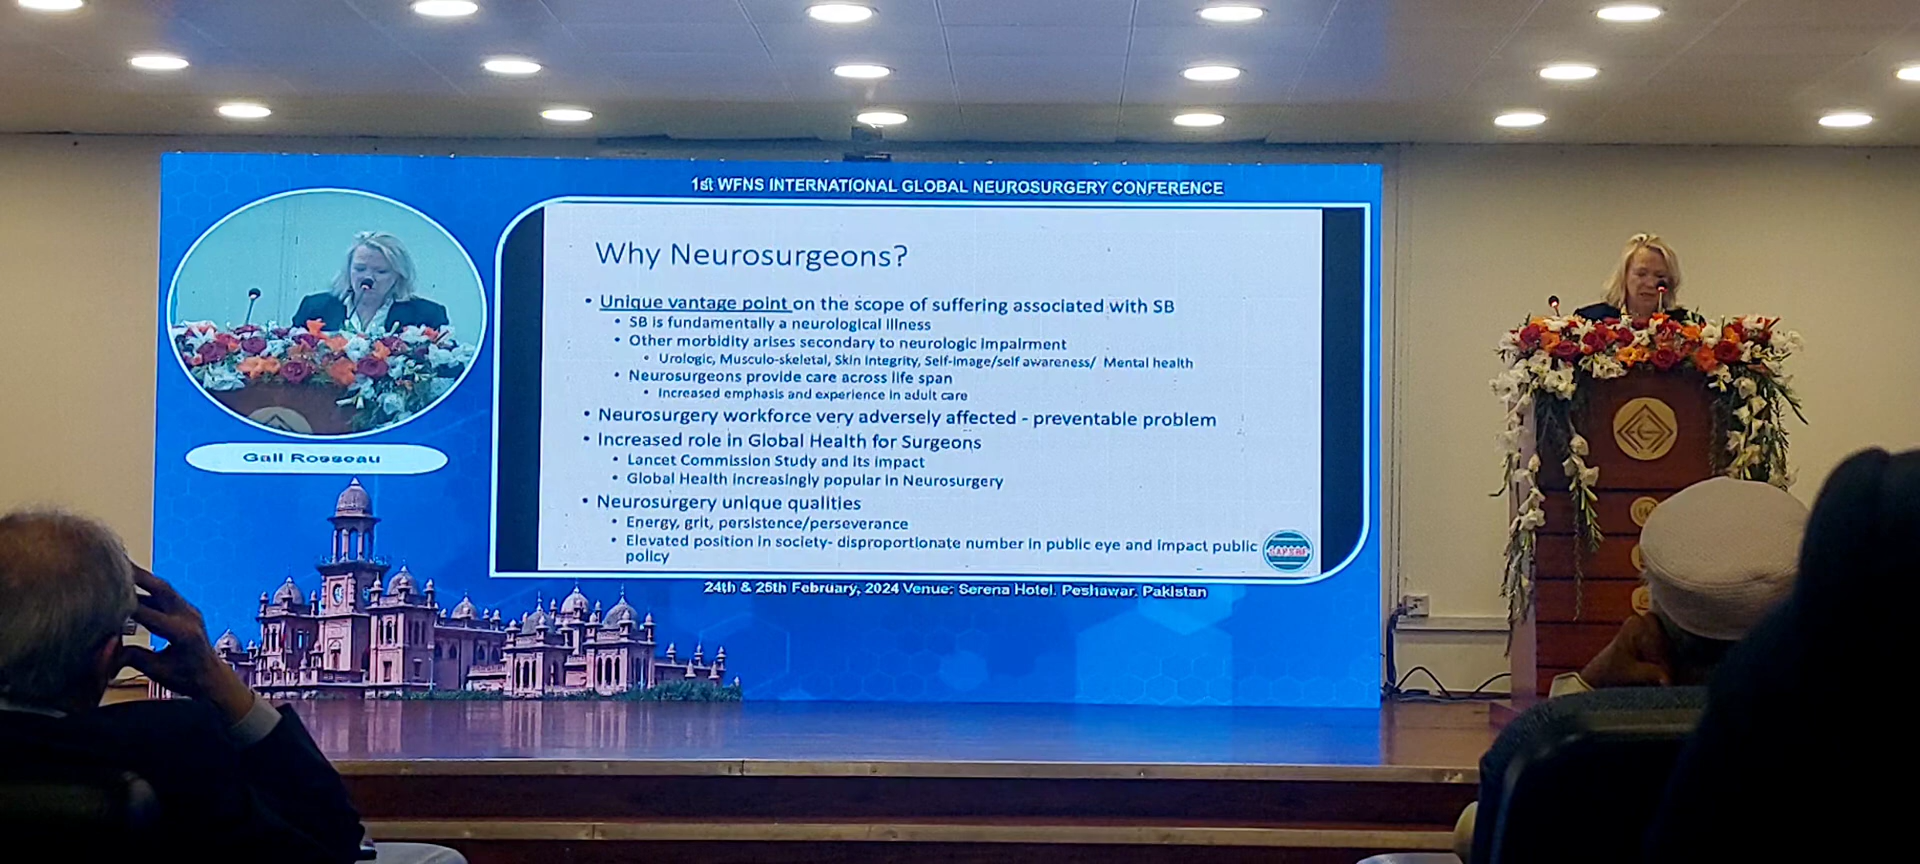 1st WFNS INTERNATIONAL GLOBAL NEUROSURGERY CONFERENCE
Why Neurosurgeons?
• Unique vantage point on the scope of suffering associated with SB
• SB is fundamentally a neurological illness
• Other morbidity arises secondary to neurologic impairment
• Urologic, Musculo-skeletal, Skin Integrity, Self-image/self awareness/ Mental health
• Neurosurgeons provide care across life span
• Increased emphasis and experience in adult care
• Neurosurgery workforce very adversely affected - preventable problem
• Increased role in Global Health for Surgeons
• Lancet Commission Study and its impact
• Global Health increasingly popular in Neurosurgery
• Neurosurgery unique qualities
• Energy, grit, persistence/perseverance
• Elevated position in society- disproportionate number in public eye and impact public
policy
Gail Rosseau
24th & 25th February, 2024 Venue: Serena Hotel. Peshawar. Pakistan